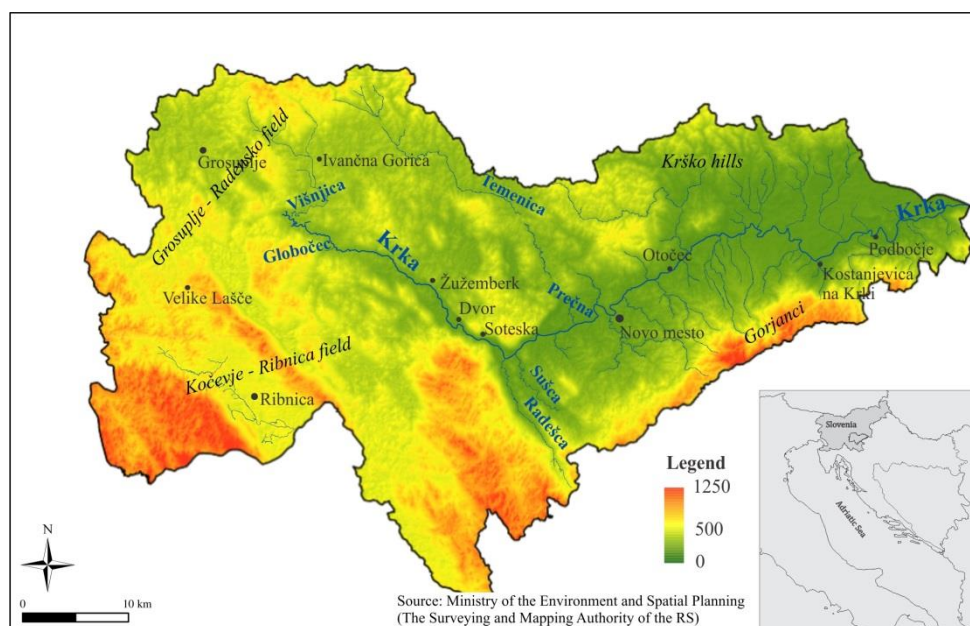 Grosuplje
Ivančna Gorica
Grosuplje - Radensko field
Krško hills
Višnjica
Temenica
Krka
Globočec
Krka
Otočec
Podbočje
Kostanjevica
na Krki
Žužemberk
Velike Lašče
Dvor
Prečna
Soteska
Novo mesto
Gorjanci
Kočevje - Ribnica field
Sušca
Ribnica
Radešca
Slovenia
Adriatic Sea
Legend
1250
500
0
N
0
10 km
Source: Ministry of the Environment and Spatial Planning
(The Surveying and Mapping Authority of the RS)